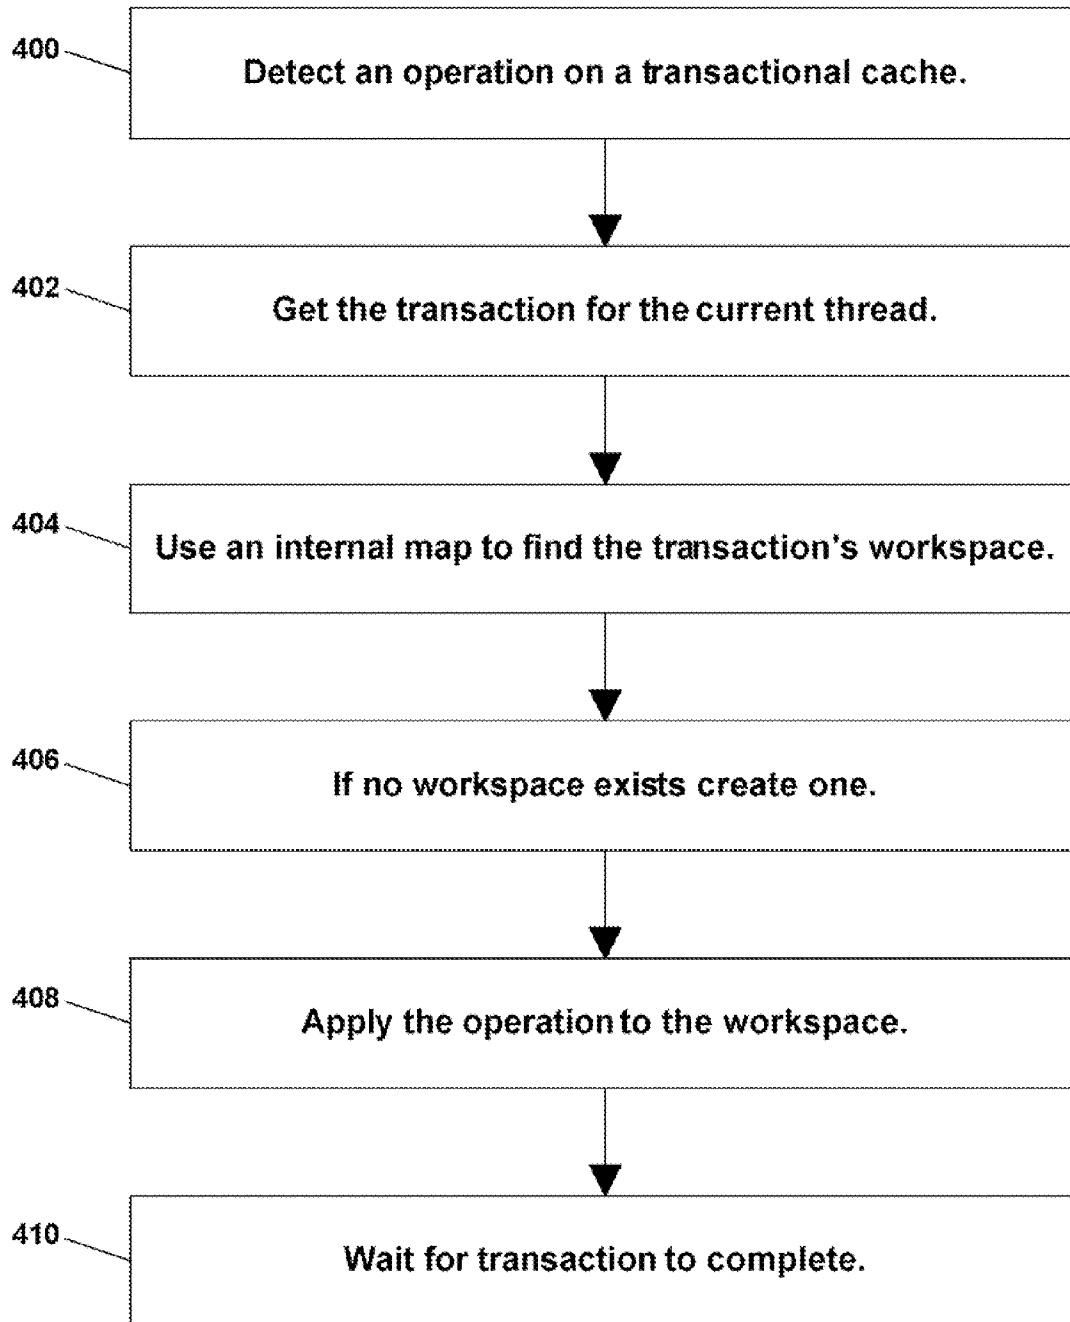 400
Detect an operation on a transactional cache.
402
Get the transaction for the current thread.
404
Use an internal map to find the transaction's workspace.
406
If no workspace exists create one.
408
Apply the operation to the workspace.
410
Wait for transaction to complete.